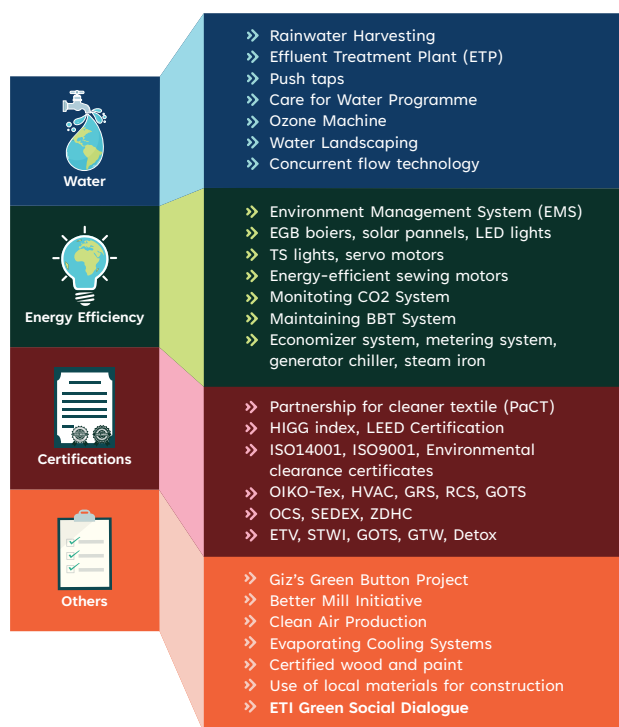 Water
Rainwater Harvesting
Effluent Treatment Plant (ETP)
Push taps
Care for Water Programme
Ozone Machine
Water Landscaping
Concurrent flow technology
Energy Efficiency
Environment Management System (EMS)
EGB boiers, solar pannels, LED lights
TS lights, servo motors
Energy-efficient sewing motors
Monitoting CO2 System
Maintaining BBT System
Economizer system, metering system,
generator chiller, steam iron
Certifications
Partnership for cleaner textile (PaCT)
HIGG index, LEED Certification
ISO14001, ISO9001, Environmental
clearance certificates
OIKO-Tex, HVAC, GRS, RCS, GOTS
OCS, SEDEX, ZDHC
ETV, STWI, GOTS, GTW, Detox
Others
Giz's Green Button Project
Better Mill Initiative
Clean Air Production
Evaporating Cooling Systems
Certified wood and paint
Use of local materials for construction
ETI Green Social Dialogue